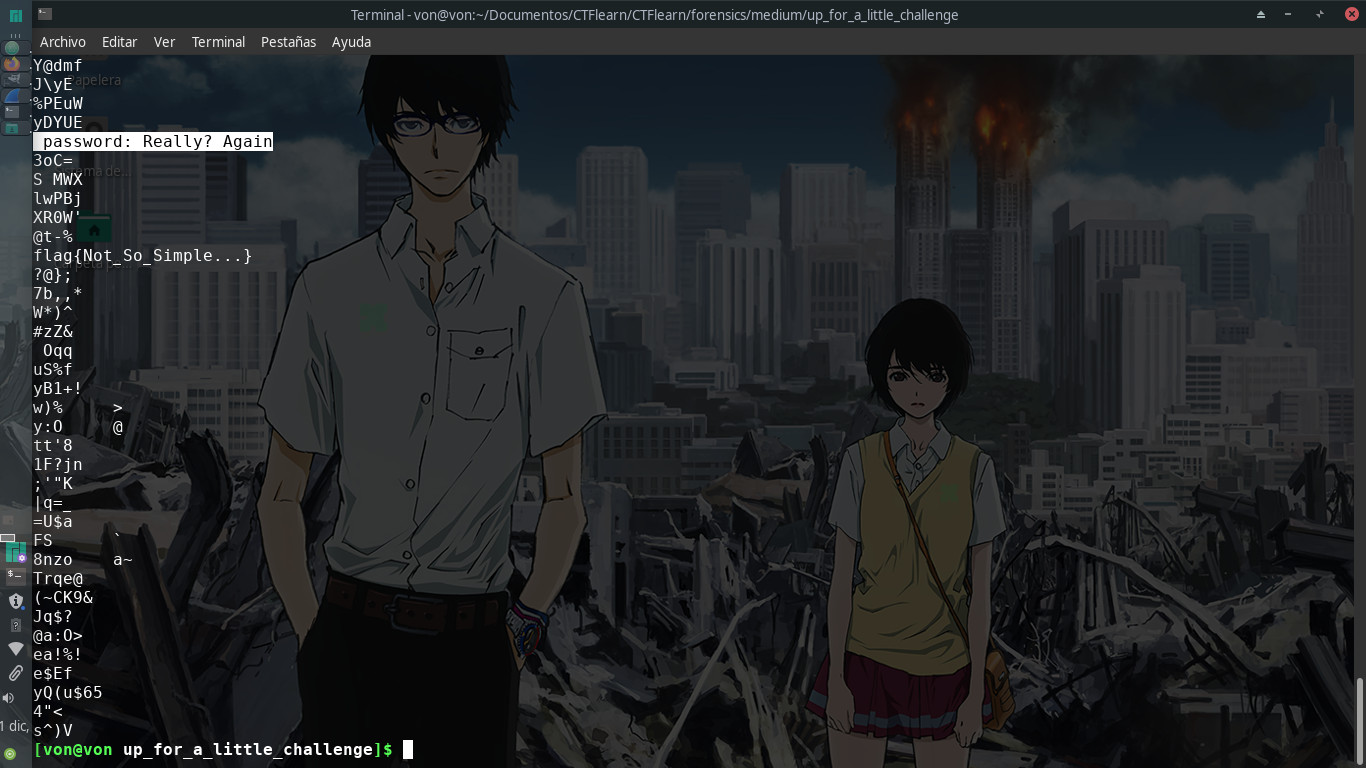 Terminal - von@von:~/Documentos/CTFlearn/CTFlearn/forensics/medium/up_for_a_little_challenge
Archivo Editar Ver Terminal Pestañas Ayuda
Y@dmf
J\yE
%PEuW
yDYUE
password: Really? Again
3oC=
S MWX
lwPBj
XR0W'
@t-%
flag{Not_So_Simple...}
?@};
7b,,*
W*)^
#zZ&
Oqq
uS%f
yB1+!
w)% >
y:O @
tt'8
1F?jn
;'"K
|q=_
=U$a
FS `
8nzo a~
Trqe@
(~CK9&
Jq$?
@a:O>
ea!%!
e$Ef
yQ(u$65
4"<
s^)V
[von@von up_for_a_little_challenge]$
Papelera
1 dic,